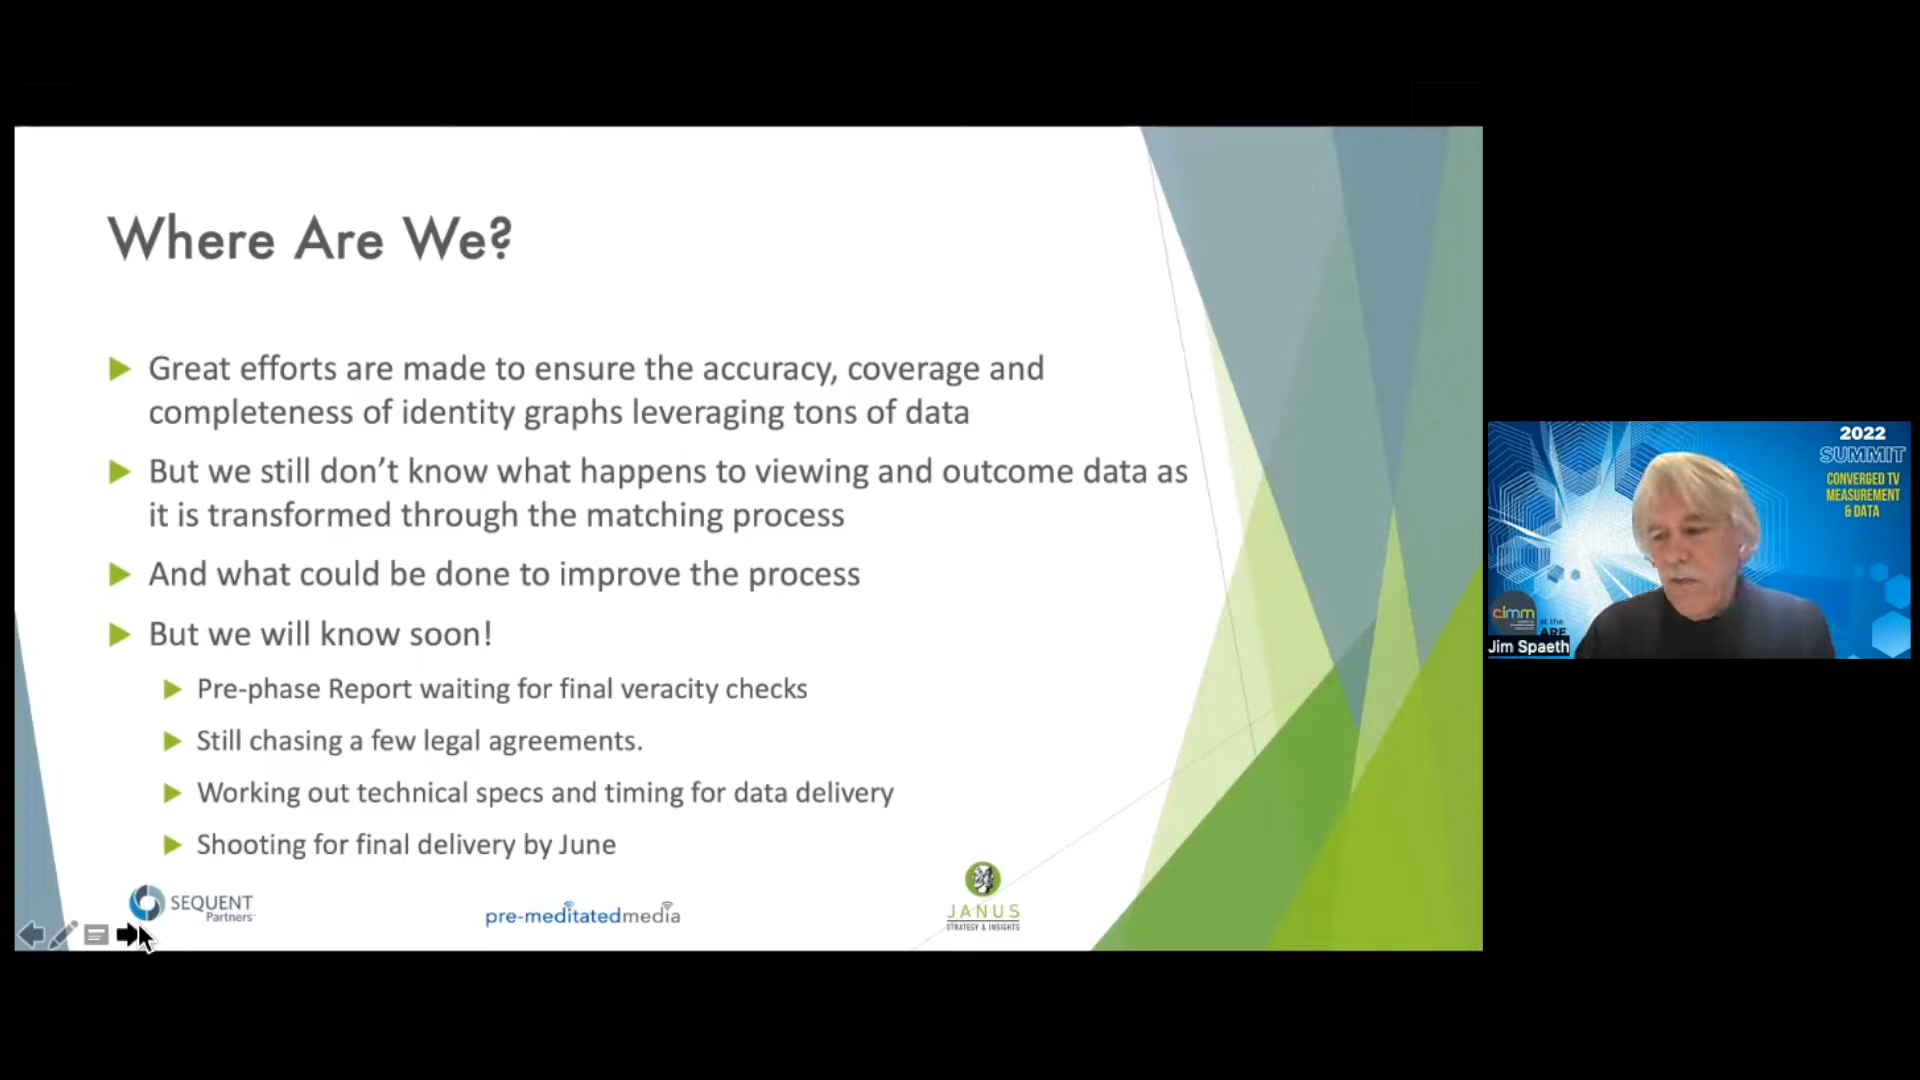 Where Are We?
Great efforts are made to ensure the accuracy, coverage and
completeness of identity graphs leveraging tons of data
But we still don’t know what happens to viewing and outcome data as
it is transformed through the matching process
And what could be done to improve the process
But we will know soon!
Pre-phase Report waiting for final veracity checks
Still chasing a few legal agreements.
Working out technical specs and timing for data delivery
Shooting for final delivery by June
SEQUENT
Partners
pre-meditatedmedia
JANUS
STRATEGY & INSIGHTS
2022
SUMMIT
CONVERGED TV
MEASUREMENT
& DATA
cimm
at the
ARF
Jim Spaeth